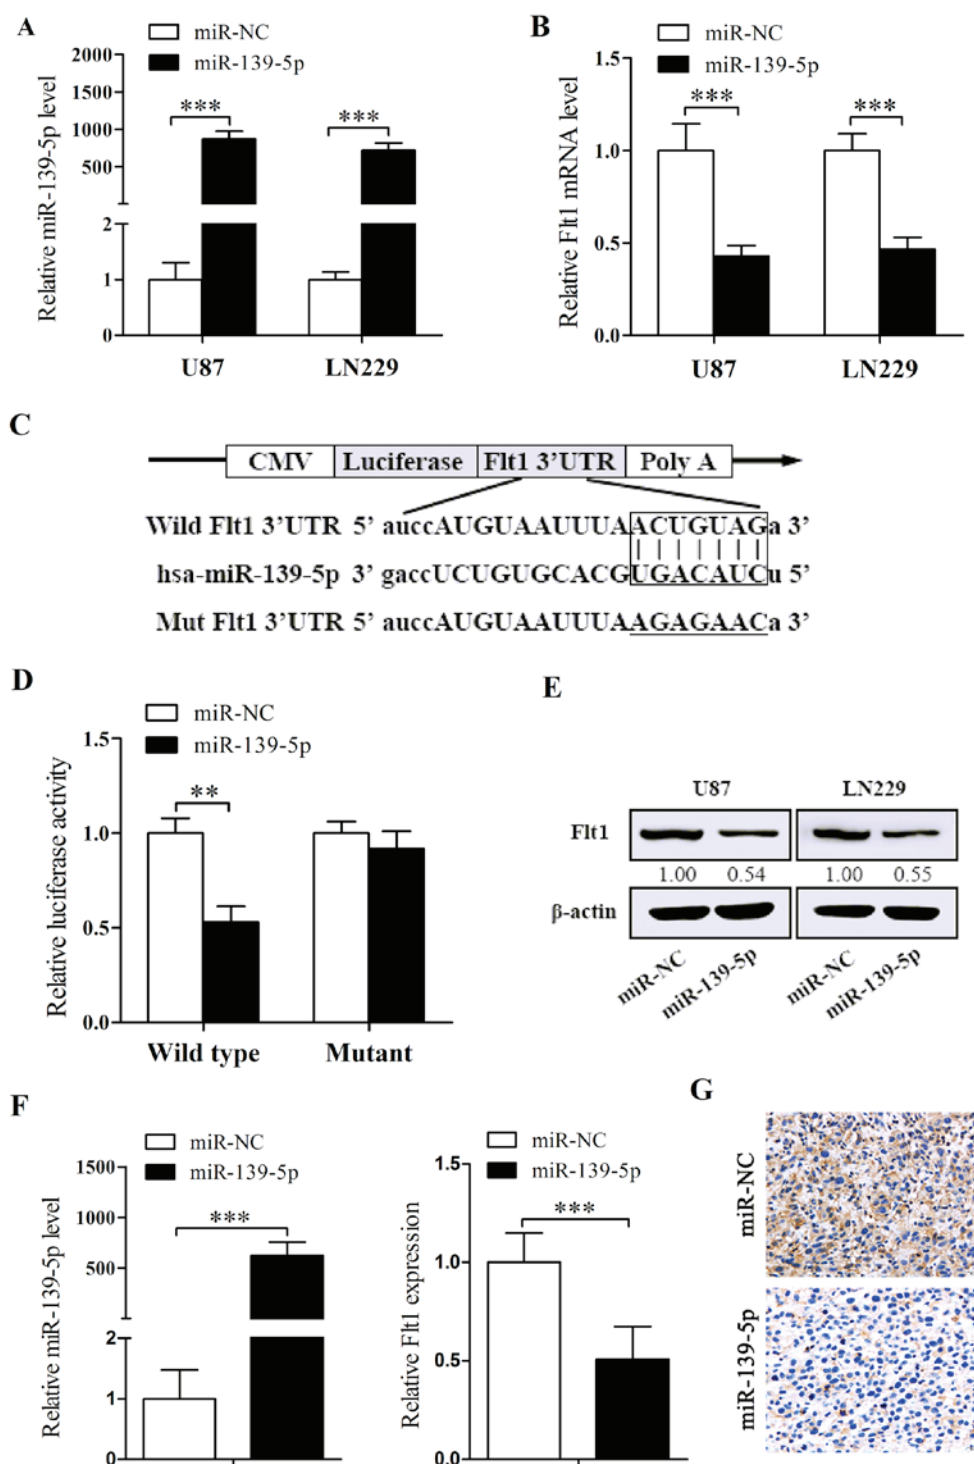 A
miR-NC
miR-139-5p
Relative miR-139-5p level
2000
1500
1000
500
2
1
0
***
***
U87
LN229
B
miR-NC
miR-139-5p
Relative Flt1 mRNA level
1.5
1.0
0.5
0.0
***
***
U87
LN229
C
CMV Luciferase Flt1 3’UTR Poly A
Wild Flt1 3’UTR 5’ auccAUGUAAUUUAACUGUAGa 3’
hsa-miR-139-5p 3’ gaccUCUGUGCACGUGACAUCu 5’
Mut Flt1 3’UTR 5’ auccAUGUAAUUUAAGAGAACa 3’
D
miR-NC
miR-139-5p
Relative luciferase activity
1.5
1.0
0.5
0.0
**
Wild type
Mutant
E
U87
LN229
Flt1
1.00 0.54 1.00 0.55
β-actin
miR-NC
miR-139-5p
miR-NC
miR-139-5p
F
miR-NC
miR-139-5p
Relative miR-139-5p level
1500
1000
500
2
1
0
***
miR-NC
miR-139-5p
Relative Flt1 expression
1.5
1.0
0.5
0.0
***
G
miR-NC
miR-139-5p